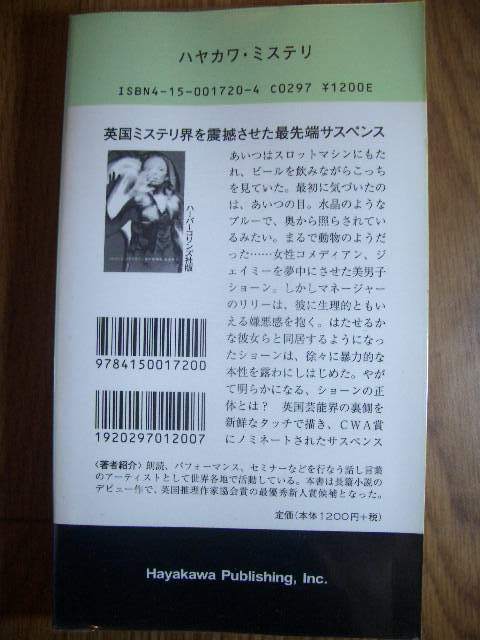 ハヤカワ・ミステリ
ISBN4-15-001720-4 C0297 ¥1200E
英国ミステリ界を震撼させた最先端サスペンス
ハーパーコリンズ社版
あいつはスロットマシンにもた
れ、ビールを飲みながらこっち
を見ていた。最初に気づいたの
は、あいつの目。水晶のような
ブルーで、奥から照らされてい
るみたい。まるで動物のようだ
った……女性コメディアン、ジ
ェイミーを夢中にさせた美男子
ショーン。しかしマネージャー
のリリーは、彼に生理的ともい
える嫌悪感を抱く。はたせるか
な彼女らと同居するようになっ
たショーンは、徐々に暴力的な
本性を露わにしはじめた。やが
て明らかになる、ショーンの正
体とは? 英国芸能界の裏側を
新鮮なタッチで描き、CWA賞
にノミネートされたサスペンス
9784150017200
1920297012007
〈著者紹介〉朗読、パフォーマンス、セミナーなどを行なう話し言葉
のアーティストとして世界各地で活動している。本書は長篇小説の
デビュー作で、英国推理作家協会賞の最優秀新人賞候補となった。
定価(本体1200円+税)
Hayakawa Publishing, Inc.